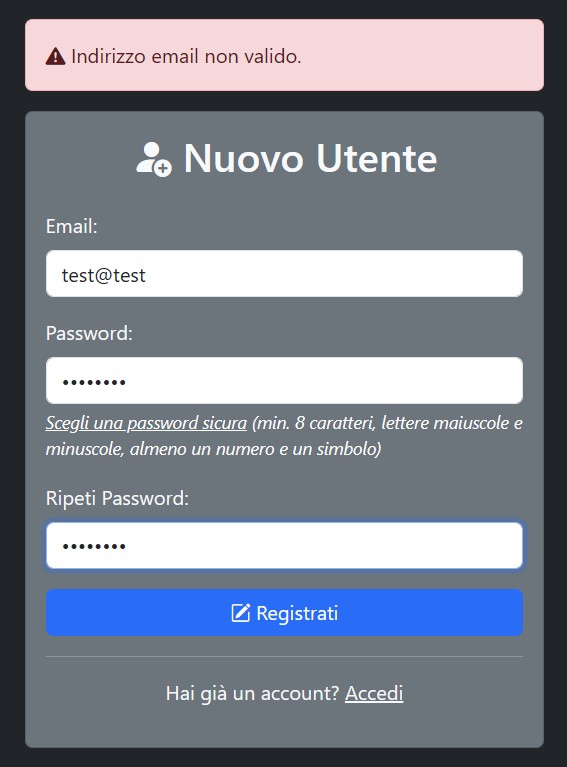 Indirizzo email non valido.
Nuovo Utente
Email:
test@test
Password:
••••••••
Scegli una password sicura (min. 8 caratteri, lettere maiuscole e
minuscole, almeno un numero e un simbolo)
Ripeti Password:
••••••••
Registrati
Hai già un account? Accedi